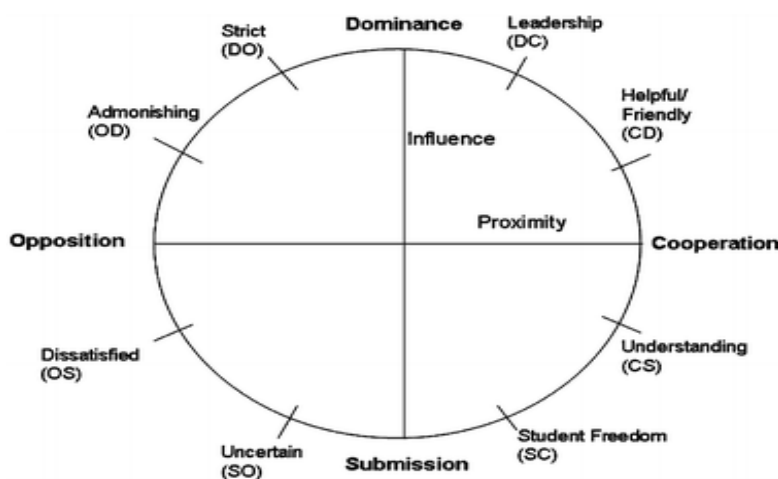 Dominance
Strict
(DO)
Leadership
(DC)
Admonishing
(OD)
Helpful/
Friendly
(CD)
Influence
Proximity
Opposition
Cooperation
Dissatisfied
(OS)
Understanding
(CS)
Uncertain
(SO)
Student Freedom
(SC)
Submission